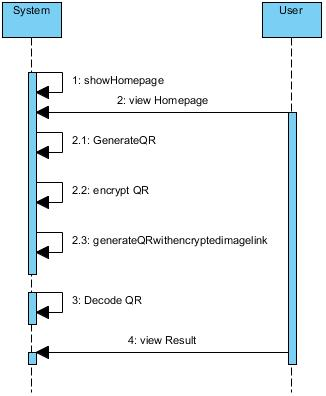 System
User
1: showHomepage
2: view Homepage
2.1: GenerateQR
2.2: encrypt QR
2.3: generateQRwithencryptedimagelink
3: Decode QR
4: view Result